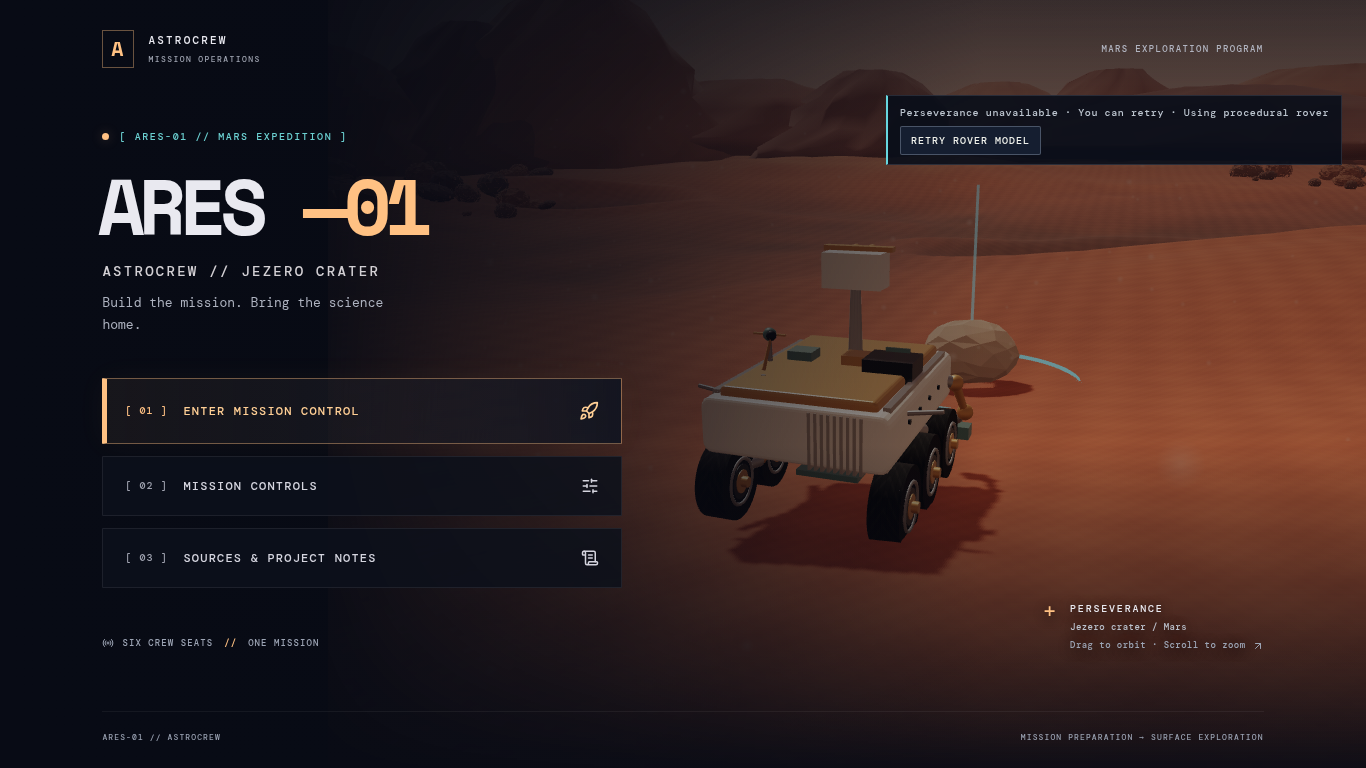 A
ASTROCREW
MISSION OPERATIONS
MARS EXPLORATION PROGRAM
Perseverance unavailable · You can retry · Using procedural rover
RETRY ROVER MODEL
[ ARES-01 // MARS EXPEDITION ]
ARES —01
ASTROCREW // JEZERO CRATER
Build the mission. Bring the science
home.
[ 01 ] ENTER MISSION CONTROL
[ 02 ] MISSION CONTROLS
[ 03 ] SOURCES & PROJECT NOTES
SIX CREW SEATS // ONE MISSION
+ PERSEVERANCE
Jezero crater / Mars
Drag to orbit · Scroll to zoom
ARES-01 // ASTROCREW
MISSION PREPARATION → SURFACE EXPLORATION